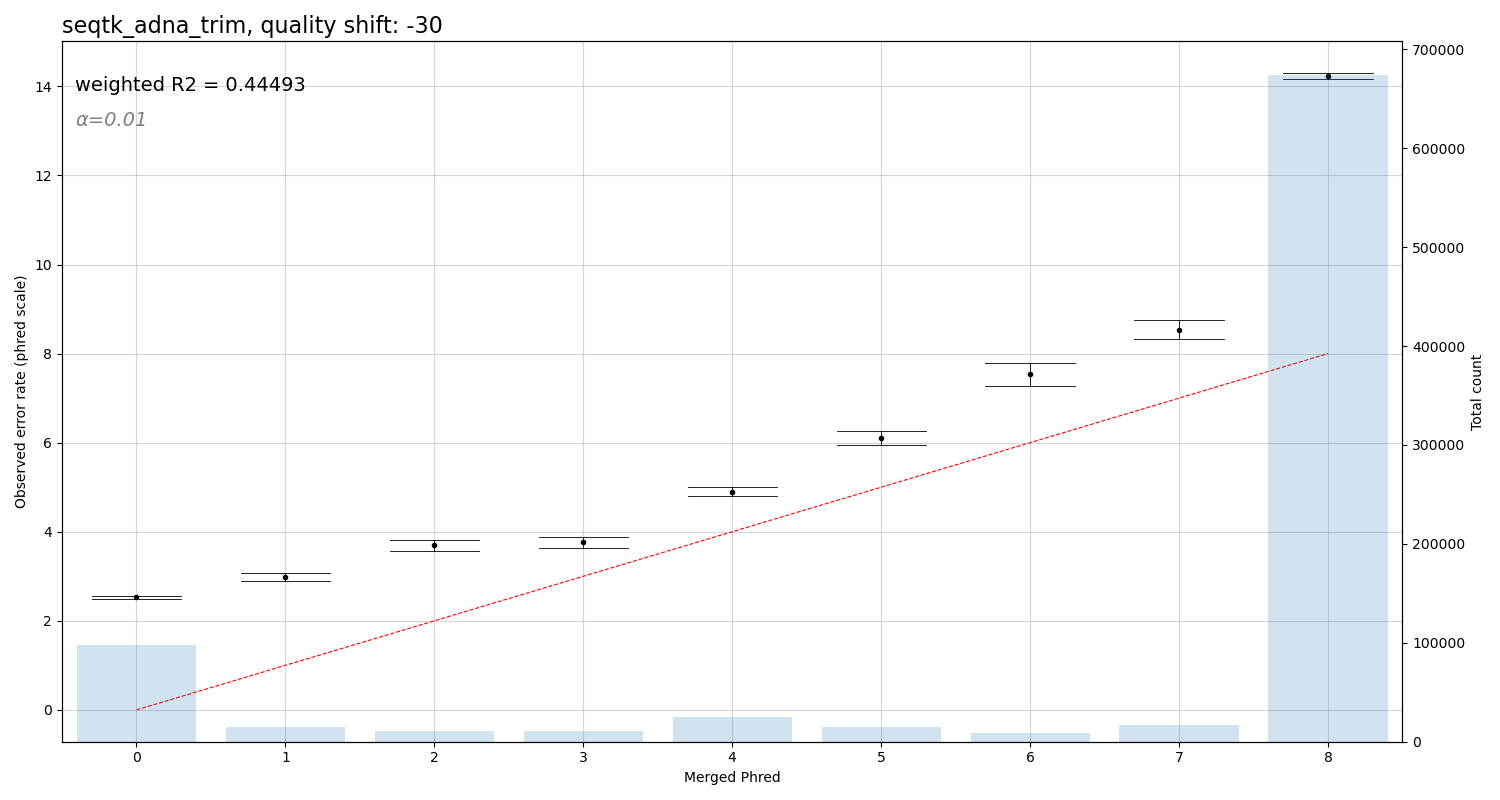 seqtk_adna_trim, quality shift: -30
weighted R2 = 0.44493
α=0.01
Observed error rate (phred scale)
14
12
10
8
6
4
2
0
700000
600000
500000
400000
300000
200000
100000
0
Total count
0 1 2 3 4 5 6 7 8
Merged Phred